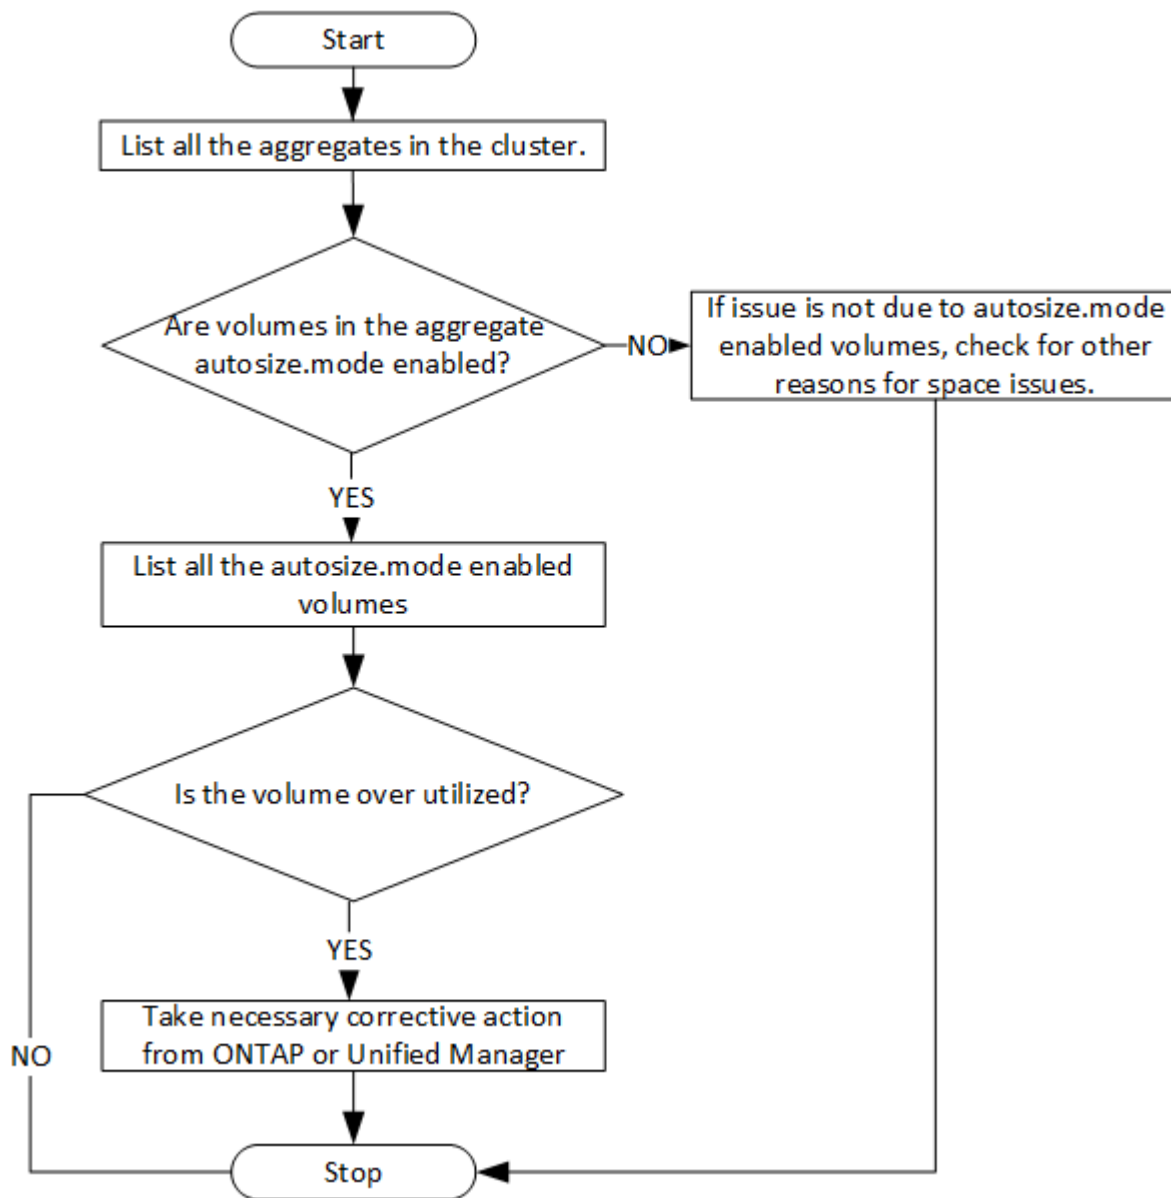 Start
List all the aggregates in the cluster.
Are volumes in the aggregate
autosize.mode enabled?
NO
If issue is not due to autosize.mode
enabled volumes, check for other
reasons for space issues.
YES
List all the autosize.mode enabled
volumes
Is the volume over utilized?
YES
Take necessary corrective action
from ONTAP or Unified Manager
NO
Stop